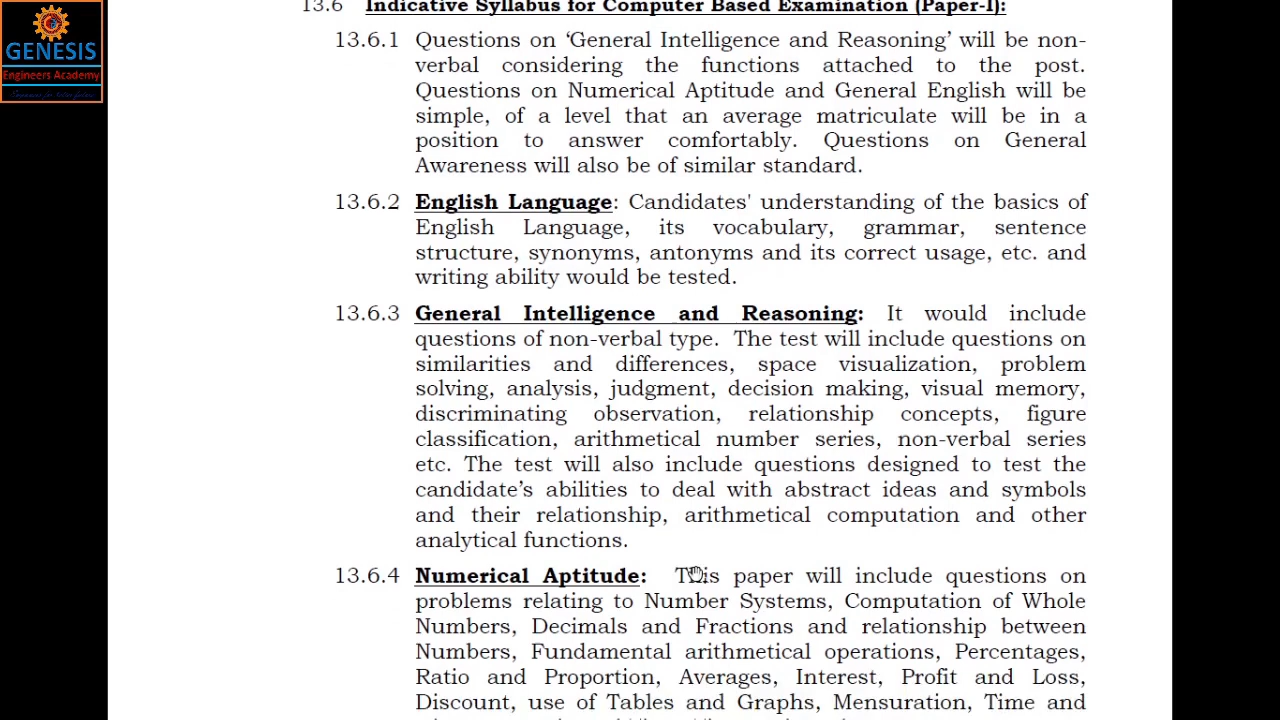 GENESIS
Engineers Academy
13.6 Indicative Syllabus for Computer Based Examination (Paper-I):
13.6.1 Questions on ‘General Intelligence and Reasoning’ will be non-
verbal considering the functions attached to the post.
Questions on Numerical Aptitude and General English will be
simple, of a level that an average matriculate will be in a
position to answer comfortably. Questions on General
Awareness will also be of similar standard.
13.6.2 English Language: Candidates' understanding of the basics of
English Language, its vocabulary, grammar, sentence
structure, synonyms, antonyms and its correct usage, etc. and
writing ability would be tested.
13.6.3 General Intelligence and Reasoning: It would include
questions of non-verbal type. The test will include questions on
similarities and differences, space visualization, problem
solving, analysis, judgment, decision making, visual memory,
discriminating observation, relationship concepts, figure
classification, arithmetical number series, non-verbal series
etc. The test will also include questions designed to test the
candidate’s abilities to deal with abstract ideas and symbols
and their relationship, arithmetical computation and other
analytical functions.
13.6.4 Numerical Aptitude: This paper will include questions on
problems relating to Number Systems, Computation of Whole
Numbers, Decimals and Fractions and relationship between
Numbers, Fundamental arithmetical operations, Percentages,
Ratio and Proportion, Averages, Interest, Profit and Loss,
Discount, use of Tables and Graphs, Mensuration, Time and